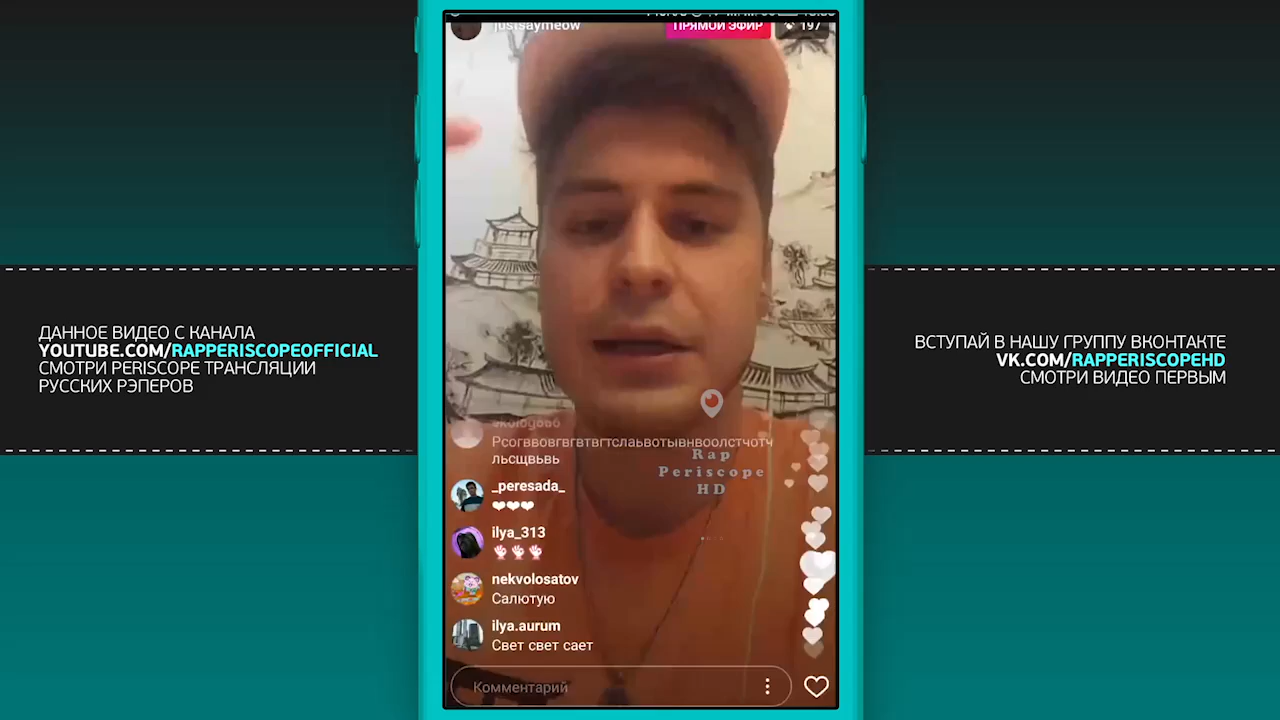 justsaymeow
ПРЯМОЙ ЭФИР
197
ДАННОЕ ВИДЕО С КАНАЛА
YOUTUBE.COM/RAPPERISCOPEOFFICIAL
СМОТРИ PERISCOPE ТРАНСЛЯЦИИ
РУССКИХ РЭПЕРОВ
ВСТУПАЙ В НАШУ ГРУППУ ВКОНТАКТЕ
VK.COM/RAPPERISCOPEHD
СМОТРИ ВИДЕО ПЕРВЫМ
Rap
Periscope
HD
льсщвьвь
_peresada_
ilya_313
nekvolosatov
Салютую
ilya.aurum
Свет свет сает
Комментарий